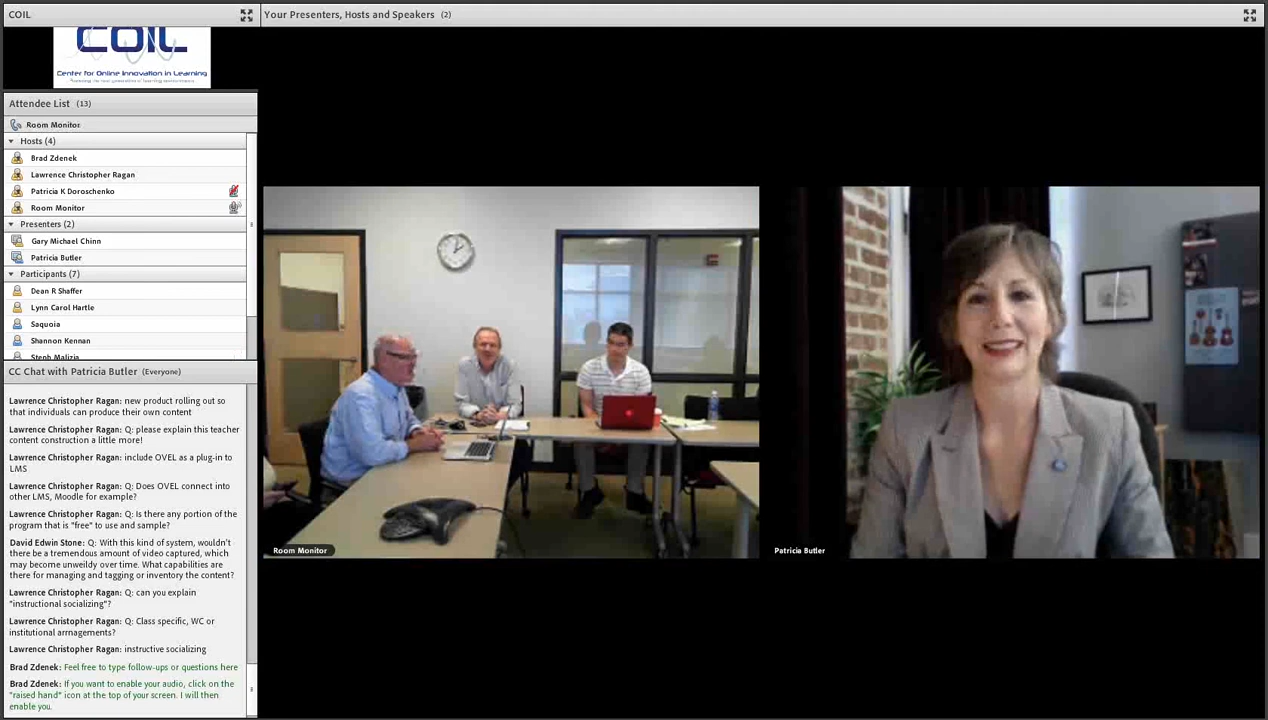 COIL
Your Presenters, Hosts and Speakers (2)
COIL
Center for Online Innovation in Learning
Attendee List (13)
Room Monitor
Hosts (4)
Brad Zdenek
Lawrence Christopher Ragan
Patricia K Doroschenko
Room Monitor
Presenters (2)
Gary Michael Chinn
Patricia Butler
Participants (7)
Dean R Shaffer
Lynn Carol Hartle
Saquoia
Shannon Kennan
Steph Malizia
CC Chat with Patricia Butler (Everyone)
Lawrence Christopher Ragan: new product rolling out so
that individuals can produce their own content
Lawrence Christopher Ragan: Q: please explain this teacher
content construction a little more!
Lawrence Christopher Ragan: include OVEL as a plug-in to
LMS
Lawrence Christopher Ragan: Q: Does OVEL connect into
other LMS, Moodle for example?
Lawrence Christopher Ragan: Q: Is there any portion of the
program that is "free" to use and sample?
David Edwin Stone: Q: With this kind of system, wouldn't
there be a tremendous amount of video captured, which
may become unweildy over time. What capabilities are
there for managing and tagging or inventory the content?
Lawrence Christopher Ragan: Q: can you explain
"instructional socializing"?
Lawrence Christopher Ragan: Q: Class specific, WC or
institutional arrnagements?
Lawrence Christopher Ragan: instructive socializing
Brad Zdenek: Feel free to type follow-ups or questions here
Brad Zdenek: If you want to enable your audio, click on the
"raised hand" icon at the top of your screen. I will then
enable you.
Room Monitor
Patricia Butler